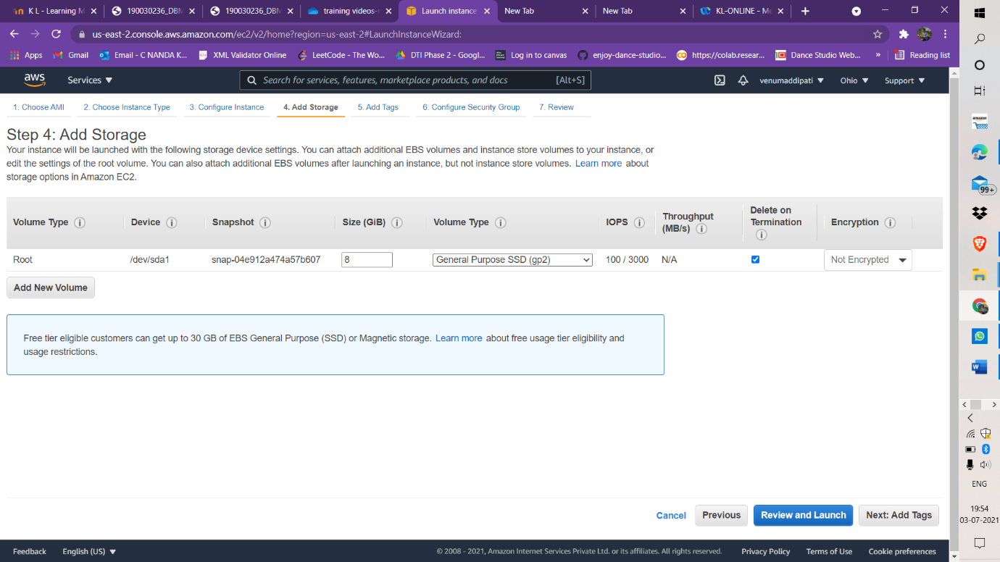 K L - Learning M
190030236_DBM
190030236_DBM
training videos-
Launch instance
New Tab
New Tab
KL-ONLINE - Me
us-east-2.console.aws.amazon.com/ec2/v2/home?region=us-east-2#LaunchInstanceWizard:
Apps
Gmail
Email - C NANDA K...
XML Validator Online
LeetCode - The Wo...
DTI Phase 2 - Googl...
Log in to canvas
enjoy-dance-studio...
https://colab.resear...
Dance Studio Web...
»
Reading list
aws
Services
Search for services, features, marketplace products, and docs
[Alt+S]
venumaddipati
Ohio
Support
1. Choose AMI
2. Choose Instance Type
3. Configure Instance
4. Add Storage
5. Add Tags
6. Configure Security Group
7. Review
Step 4: Add Storage
Your instance will be launched with the following storage device settings. You can attach additional EBS volumes and instance store volumes to your instance, or
edit the settings of the root volume. You can also attach additional EBS volumes after launching an instance, but not instance store volumes. Learn more about
storage options in Amazon EC2.
Volume Type
Device
Snapshot
Size (GiB)
Volume Type
IOPS
Throughput
(MB/s)
Delete on
Termination
Encryption
Root
/dev/sda1
snap-04e912a474a57b607
8
General Purpose SSD (gp2)
100 / 3000
N/A
Not Encrypted
Add New Volume
Free tier eligible customers can get up to 30 GB of EBS General Purpose (SSD) or Magnetic storage. Learn more about free usage tier eligibility and
usage restrictions.
Cancel
Previous
Review and Launch
Next: Add Tags
Feedback
English (US)
© 2008 - 2021, Amazon Internet Services Private Ltd. or its affiliates. All rights reserved.
Privacy Policy
Terms of Use
Cookie preferences
amazon
99+
ENG
19:54
03-07-2021